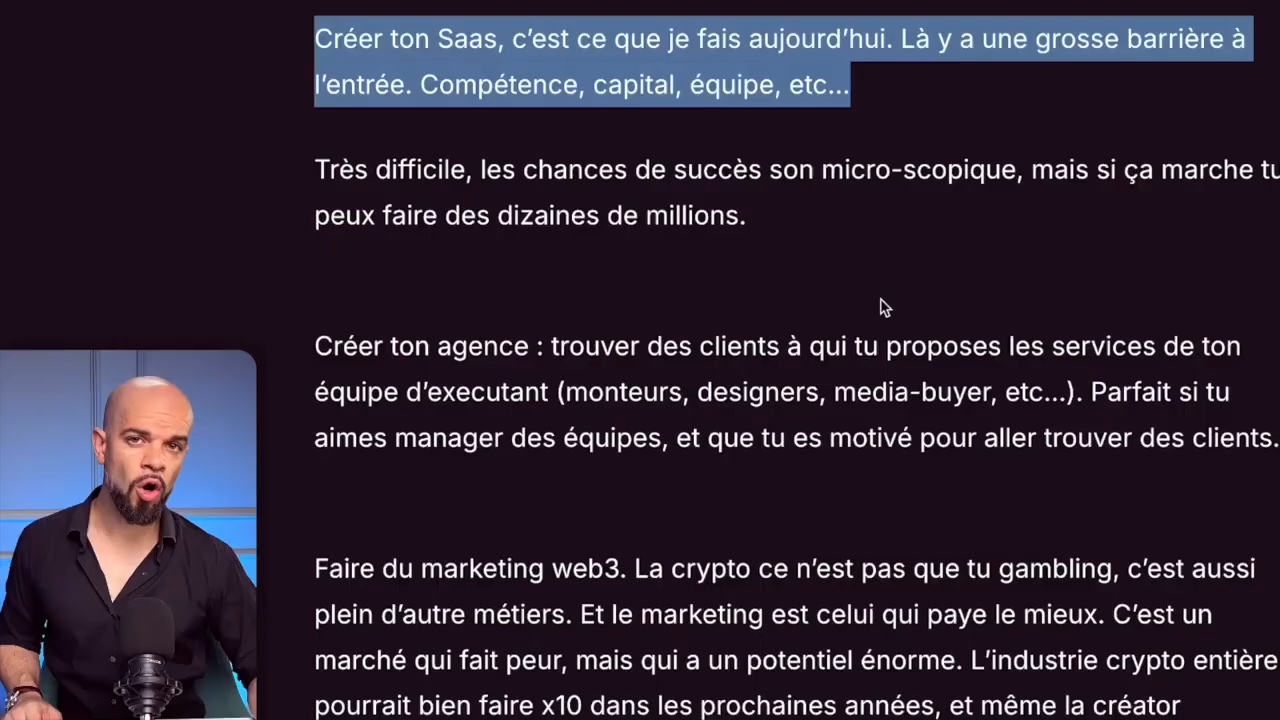 Créer ton Saas, c’est ce que je fais aujourd’hui. Là y a une grosse barrière à
l’entrée. Compétence, capital, équipe, etc...
Très difficile, les chances de succès son micro-scopique, mais si ça marche tu
peux faire des dizaines de millions.
Créer ton agence : trouver des clients à qui tu proposes les services de ton
équipe d’executant (monteurs, designers, media-buyer, etc...). Parfait si tu
aimes manager des équipes, et que tu es motivé pour aller trouver des clients.
Faire du marketing web3. La crypto ce n’est pas que tu gambling, c’est aussi
plein d’autre métiers. Et le marketing est celui qui paye le mieux. C’est un
marché qui fait peur, mais qui a un potentiel énorme. L’industrie crypto entière
pourrait bien faire x10 dans les prochaines années, et même la créator